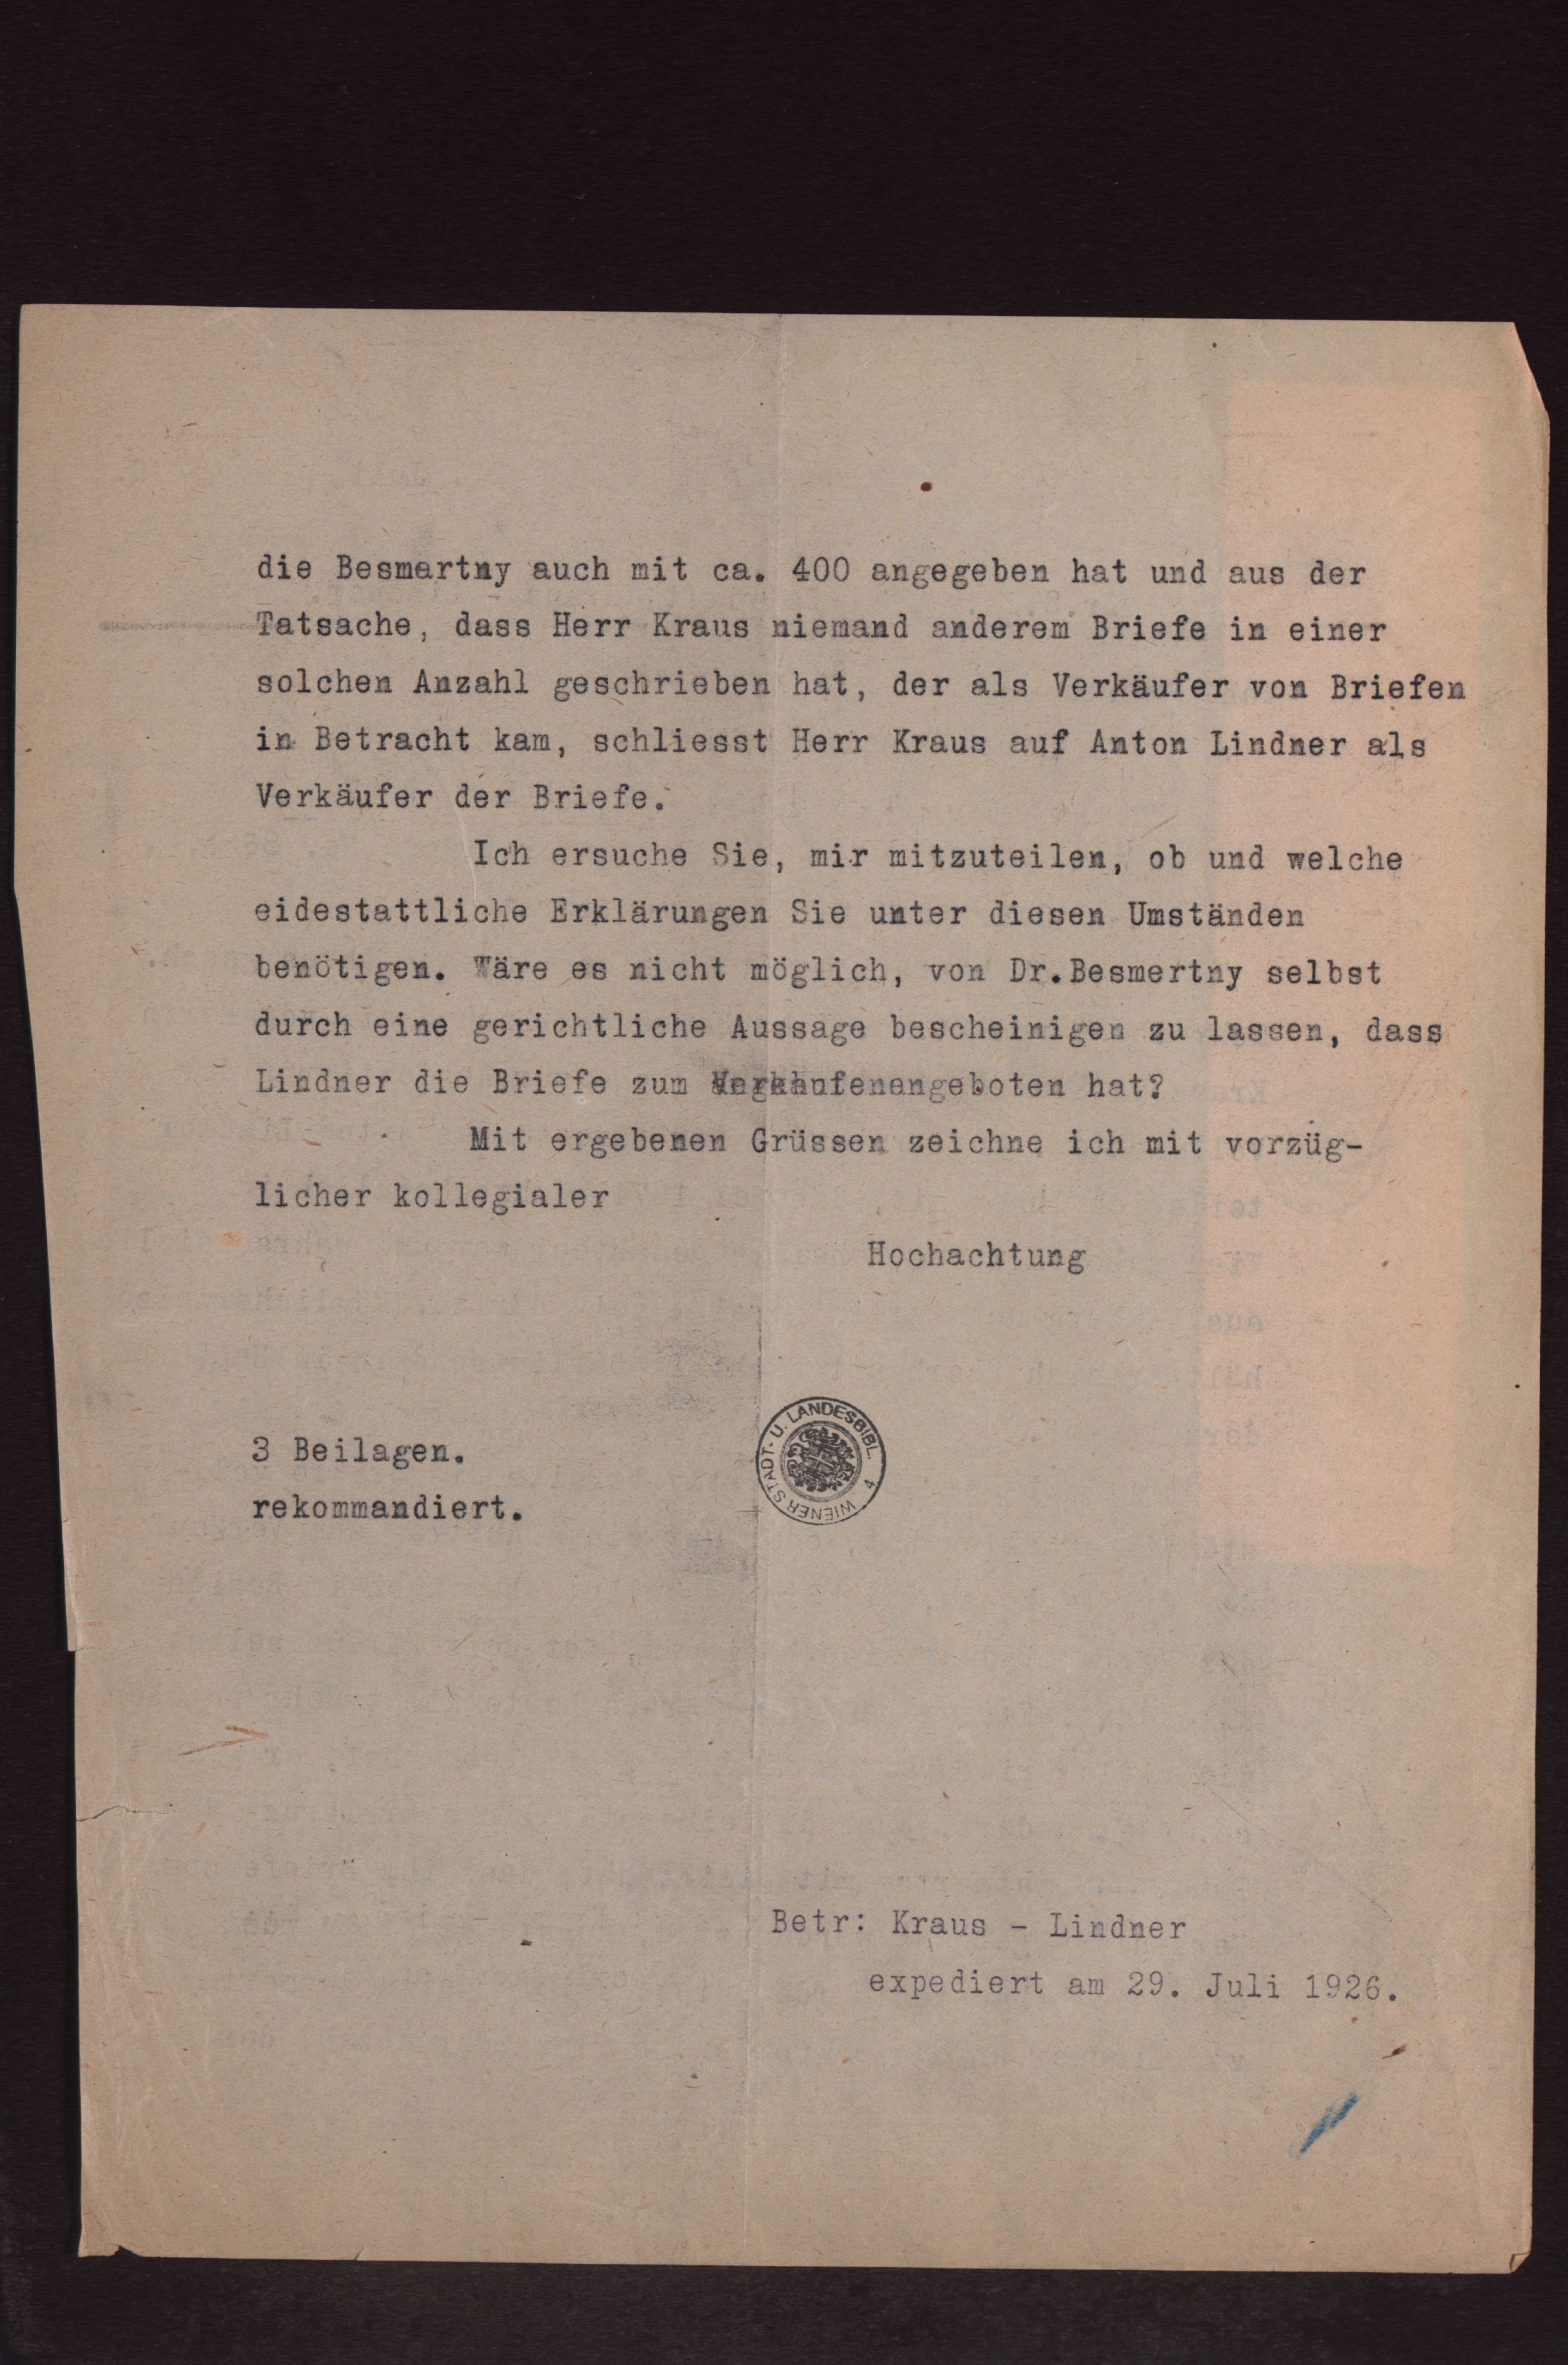 die Besmertny auch mit ca. 400 angegeben hat und aus der
Tatsache, dass Herr Kraus niemand anderem Briefe in einer
solchen Anzahl geschrieben hat, der als Verkäufer von Briefen
in Betracht kam, schliesst Herr Kraus auf Anton Lindner als
Verkäufer der Briefe.
Ich ersuche Sie, mir mitzuteilen, ob und welche
eidestattliche Erklärungen Sie unter diesen Umständen
benötigen. Wäre es nicht möglich, von Dr.Besmertny selbst
durch eine gerichtliche Aussage bescheinigen zu lassen, dass
Lindner die Briefe zum angeboten hat?
Mit ergebenen Grüssen zeichne ich mit vorzüg-
licher kollegialer
Hochachtung
3 Beilagen.
rekommandiert.
WIENER STADT- U. LANDESBIBL. 4
Betr: Kraus - Lindner
expediert am 29. Juli 1926.